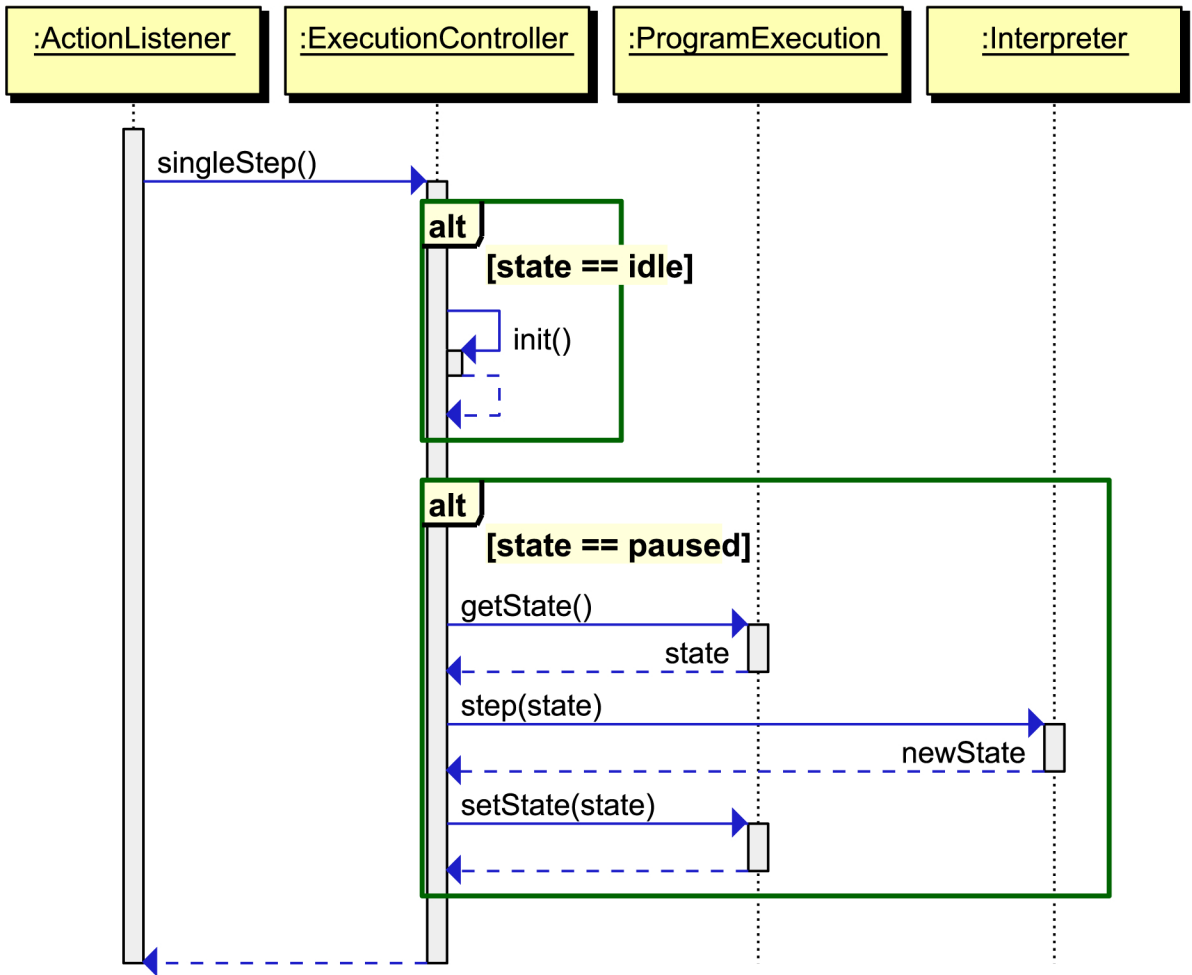 :ActionListener
:ExecutionController
:ProgramExecution
:Interpreter
singleStep()
alt
[state == idle]
init()
alt
[state == paused]
getState()
state
step(state)
newState
setState(state)